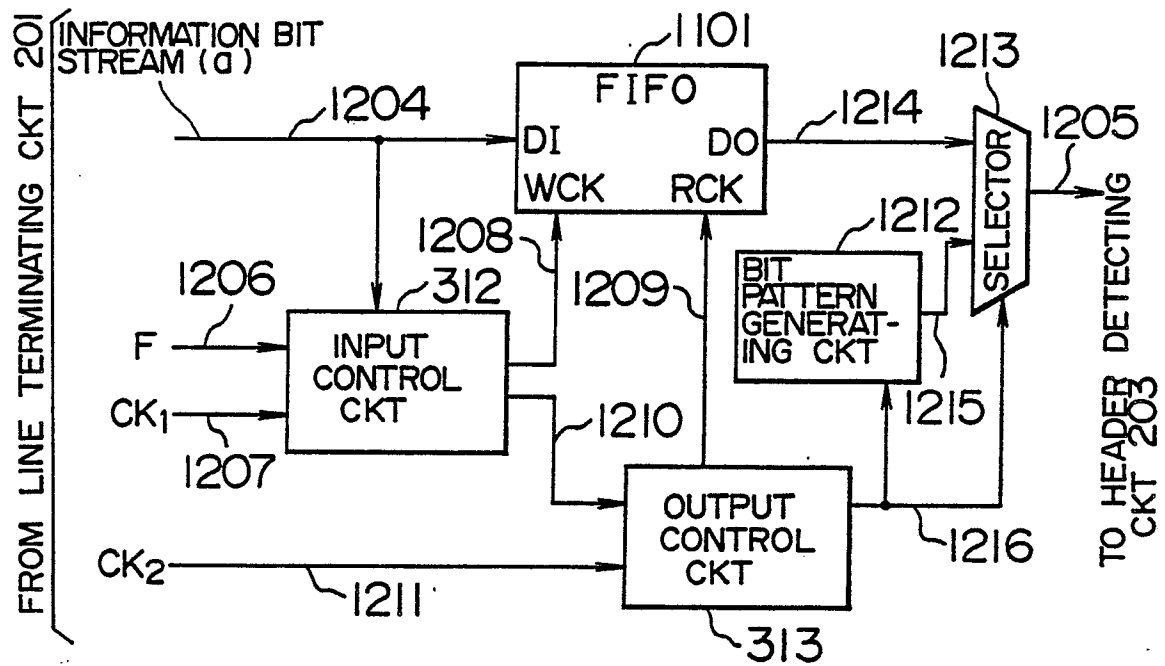 FROM LINE TERMINATING CKT 201
INFORMATION BIT
STREAM (a)
1204
1101
FIFO
DI
DO
WCK
RCK
1214
1213
SELECTOR
1205
TO HEADER DETECTING
CKT 203
1206
F
CK1
1207
312
INPUT
CONTROL
CKT
1208
1209
1210
1212
BIT
PATTERN
GENERAT-
ING CKT
1215
CK2
1211
OUTPUT
CONTROL
CKT
1216
313